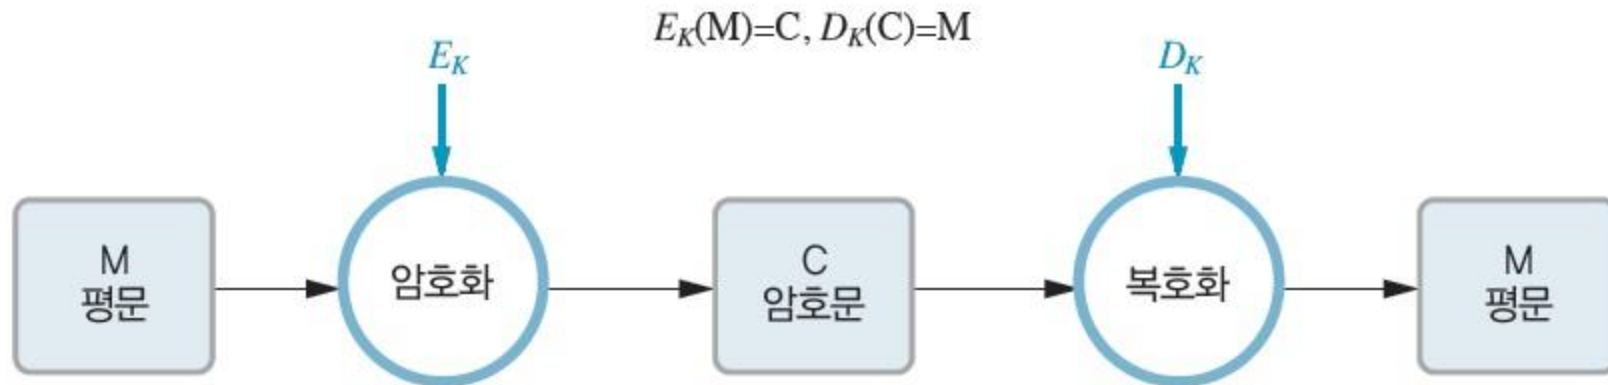 E_K(M)=C, D_K(C)=M
E_K
D_K
M
평문
암호화
C
암호문
복호화
M
평문